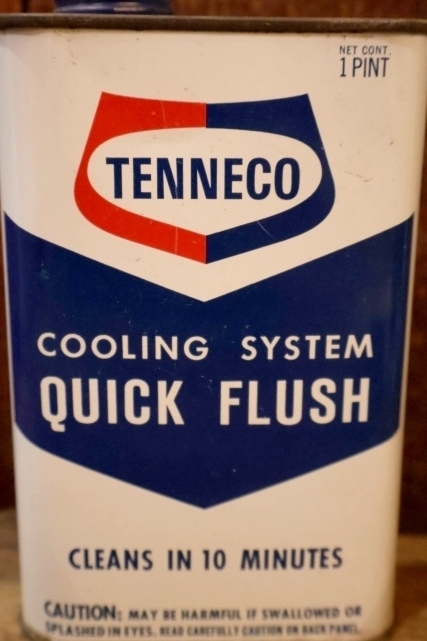 NET CONT.
1 PINT
TENNECO
COOLING SYSTEM
QUICK FLUSH
CLEANS IN 10 MINUTES
CAUTION: MAY BE HARMFUL IF SWALLOWED OR
SPLASHED IN EYES. READ CAREFULLY CAUTION ON BACK PANEL.